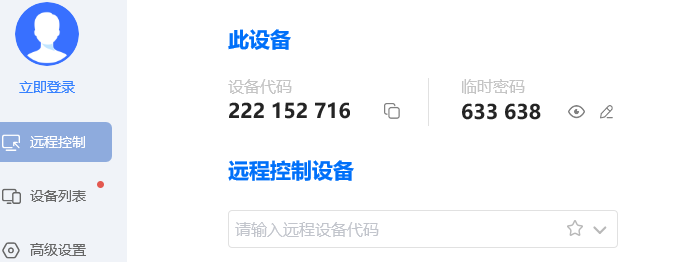 立即登录
远程控制
设备列表
高级设置
此设备
设备代码
222 152 716
临时密码
633 638
远程控制设备
请输入远程设备代码